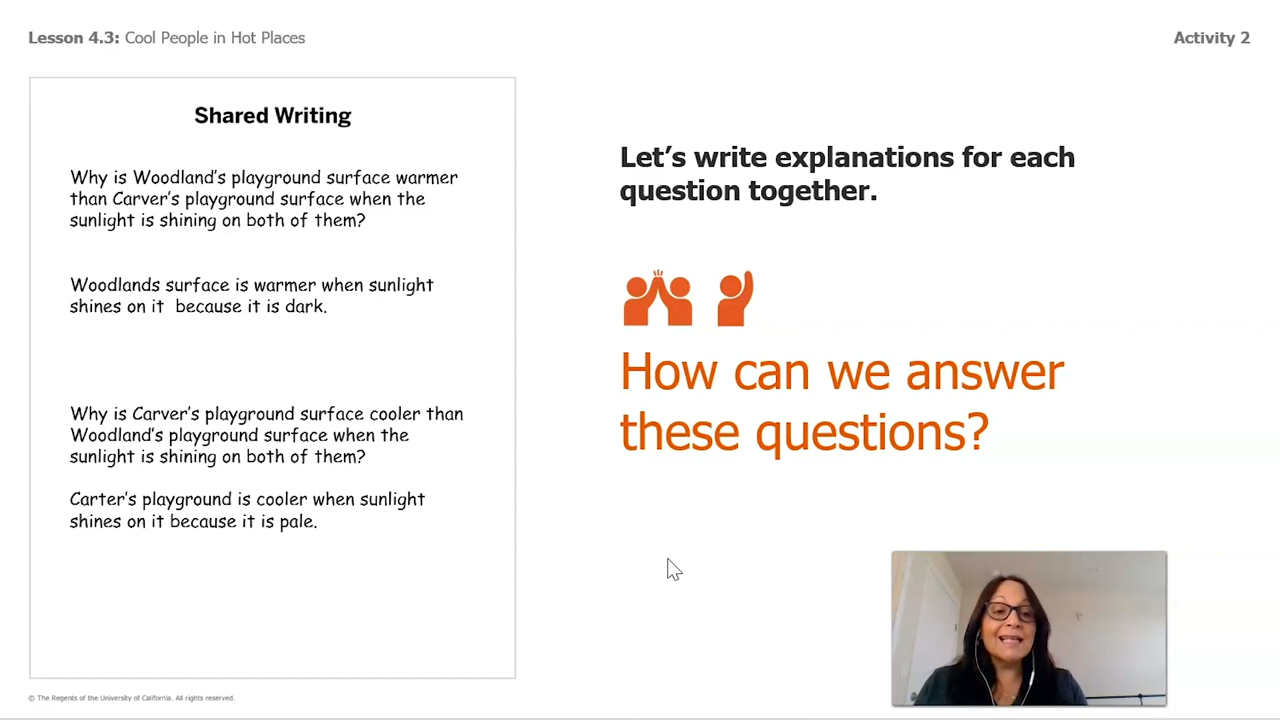 Lesson 4.3: Cool People in Hot Places
Activity 2
Shared Writing
Why is Woodland's playground surface warmer
than Carver's playground surface when the
sunlight is shining on both of them?
Woodlands surface is warmer when sunlight
shines on it  because it is dark.
Why is Carver's playground surface cooler than
Woodland's playground surface when the
sunlight is shining on both of them?
Carter's playground is cooler when sunlight
shines on it because it is pale.
Let's write explanations for each
question together.
How can we answer
these questions?
© The Regents of the University of California. All rights reserved.